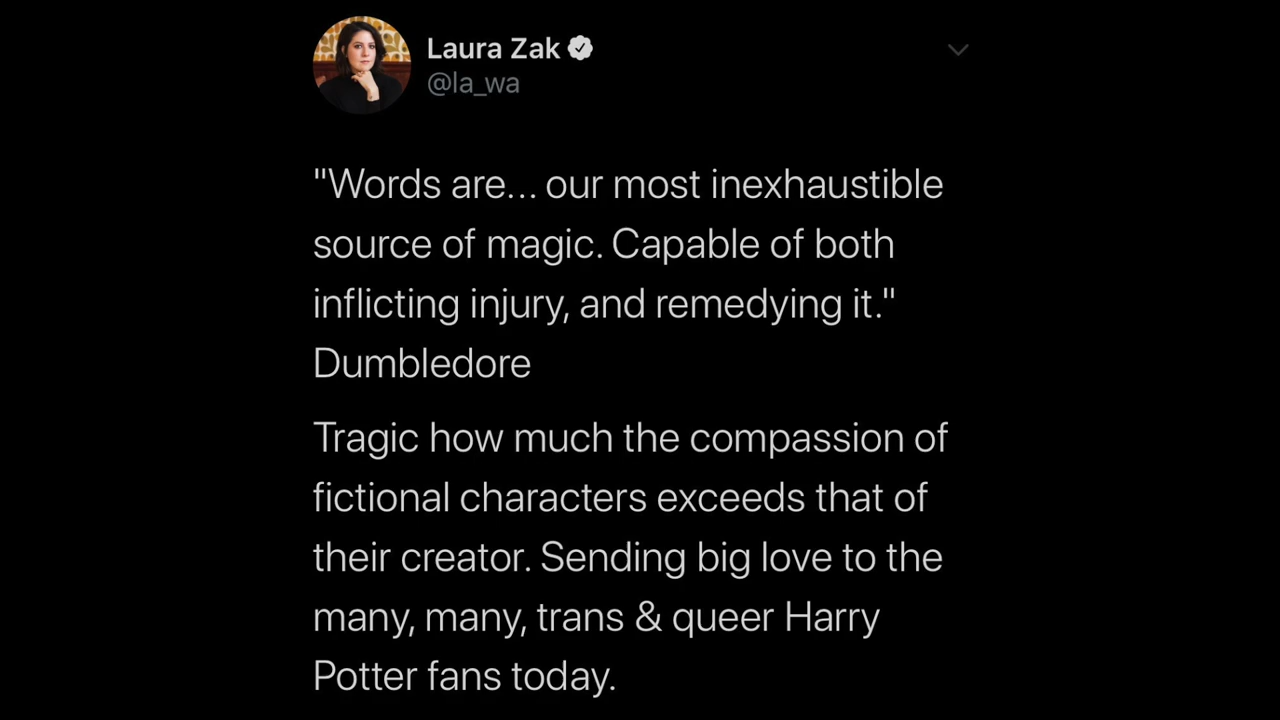 Laura Zak
@la_wa
"Words are... our most inexhaustible
source of magic. Capable of both
inflicting injury, and remedying it."
Dumbledore
Tragic how much the compassion of
fictional characters exceeds that of
their creator. Sending big love to the
many, many, trans & queer Harry
Potter fans today.